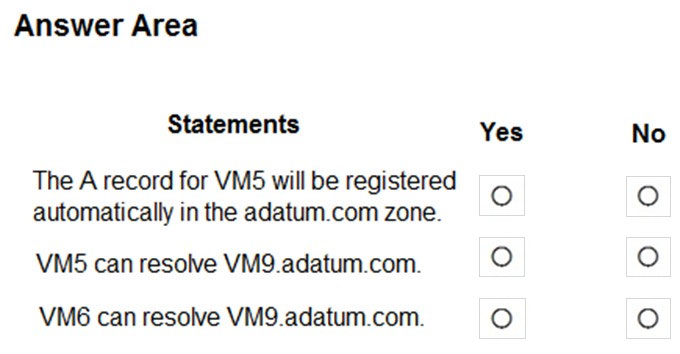 Answer Area
Statements Yes No
The A record for VM5 will be registered
automatically in the adatum.com zone.
VM5 can resolve VM9.adatum.com.
VM6 can resolve VM9.adatum.com.